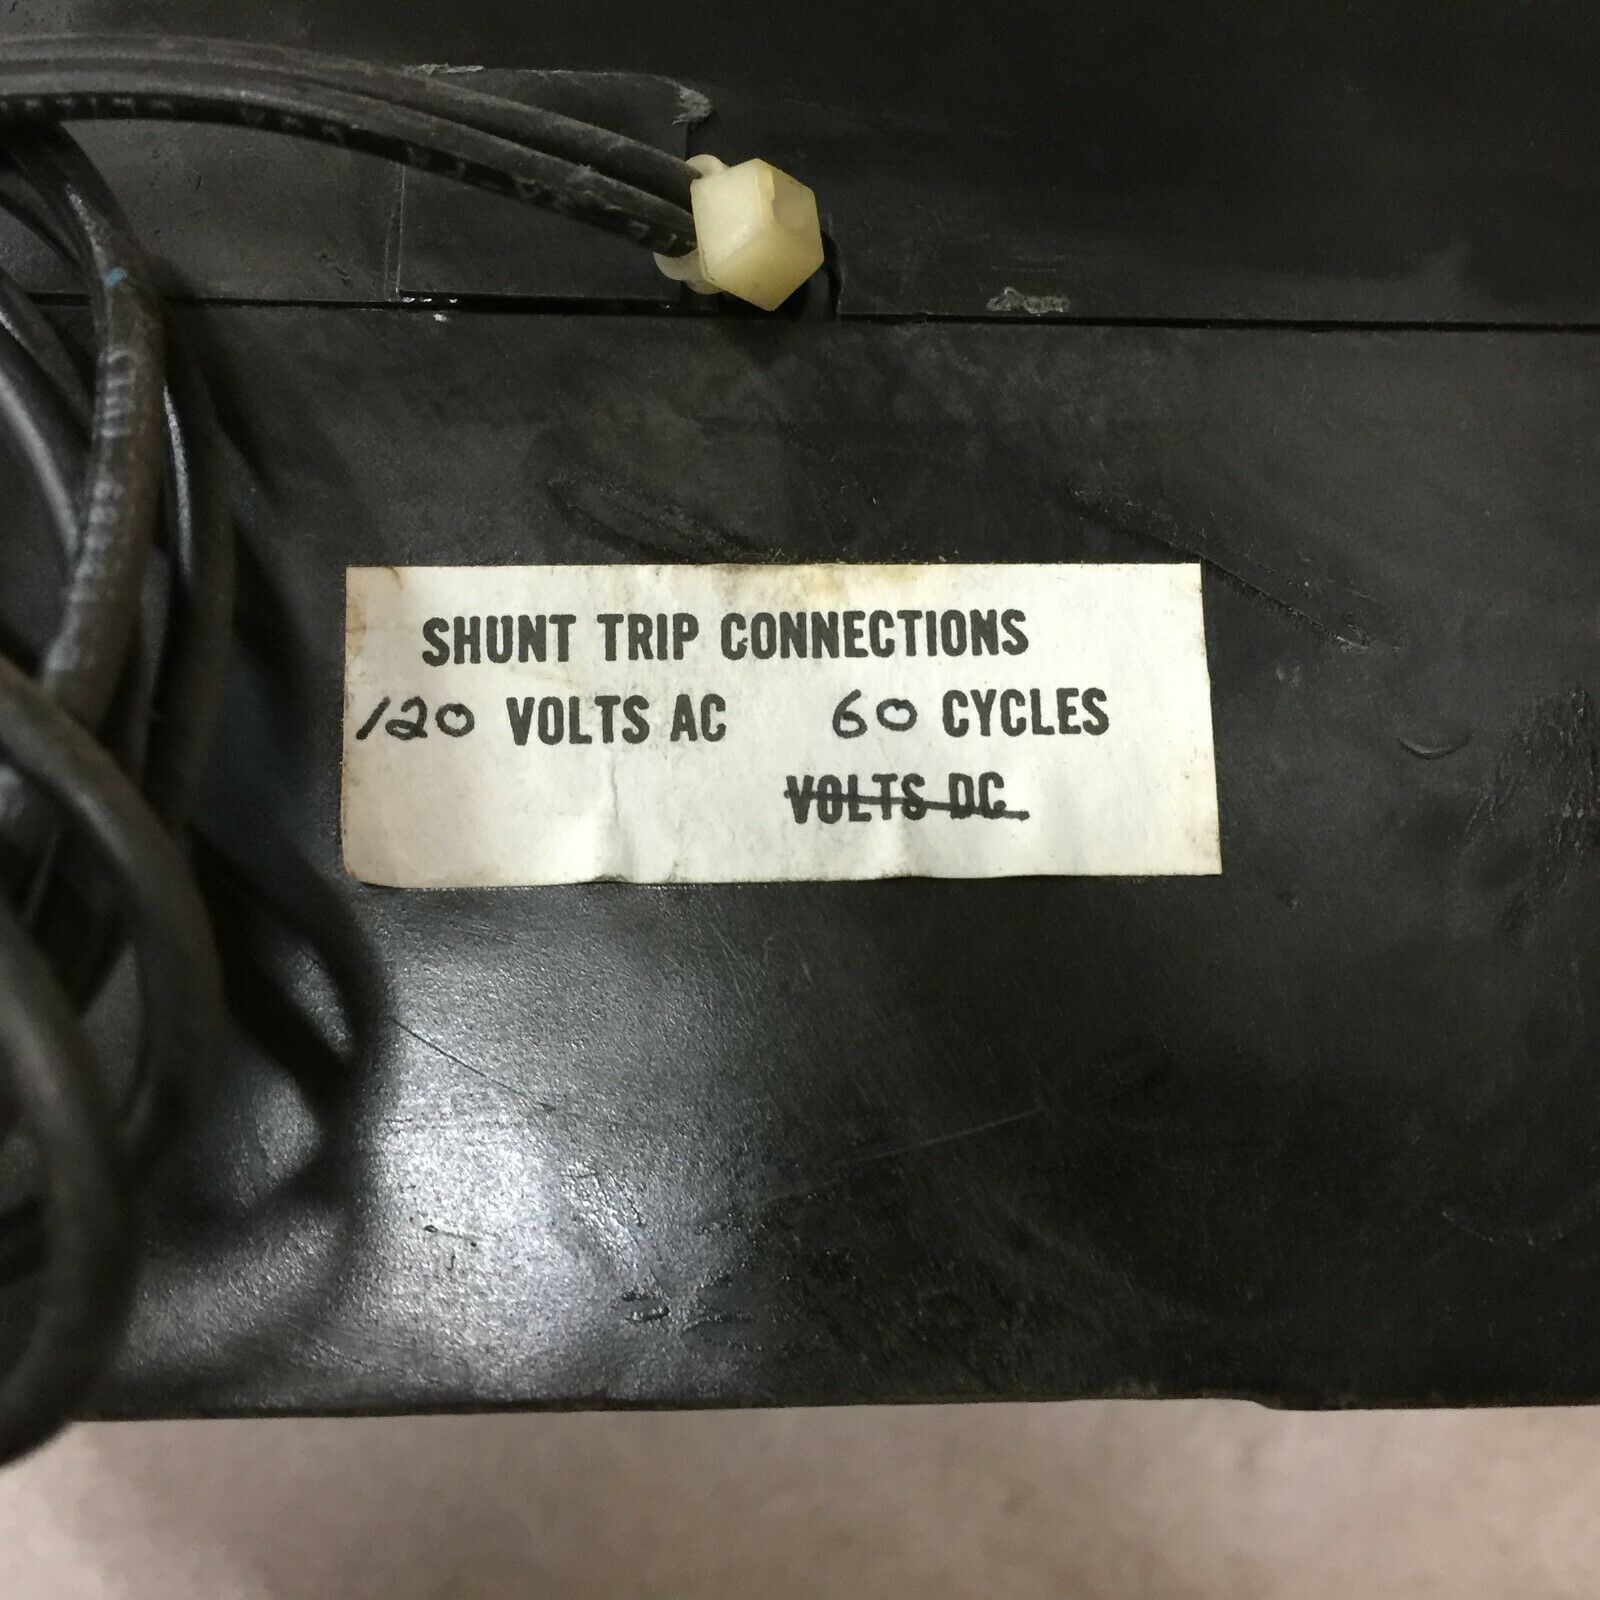 SHUNT TRIP CONNECTIONS
120 VOLTS AC 60 CYCLES
VOLTS DC